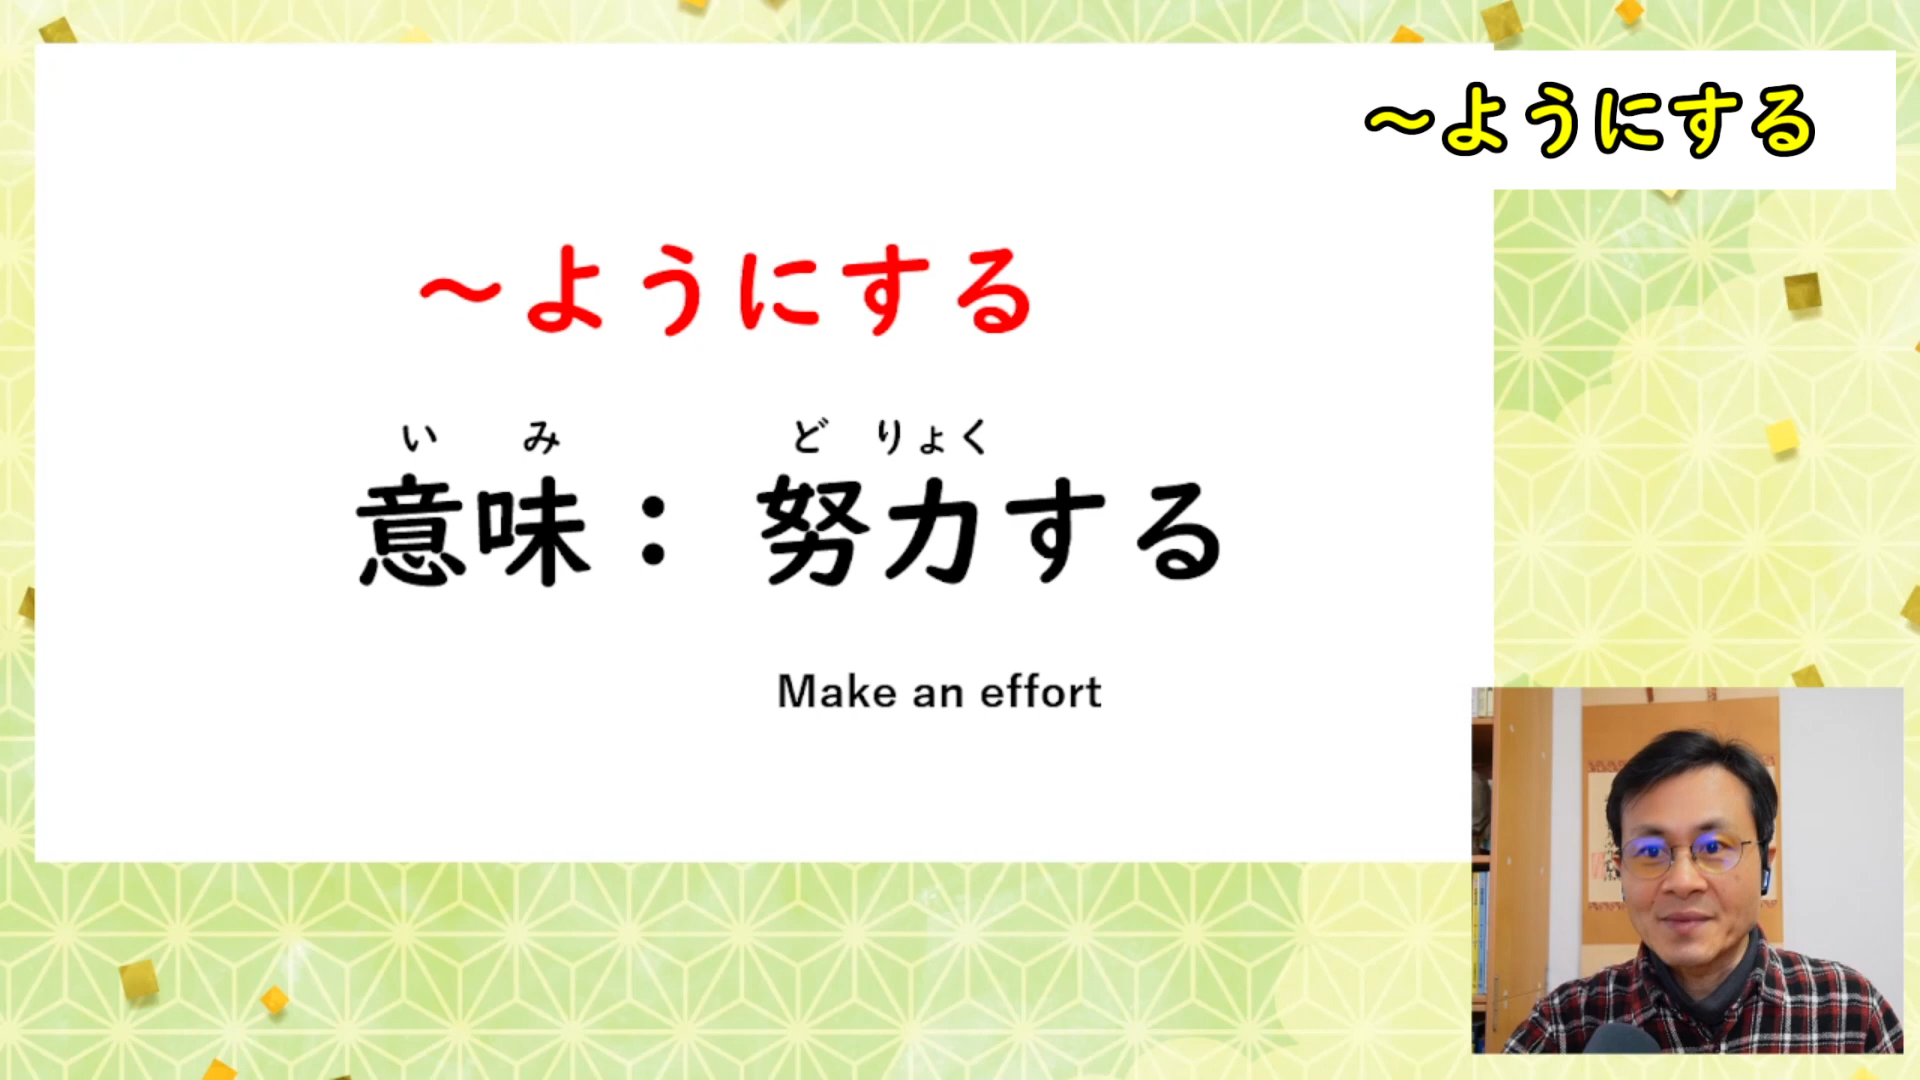 ～ようにする
～ようにする
い み ど りょく
意味： 努力する
Make an effort